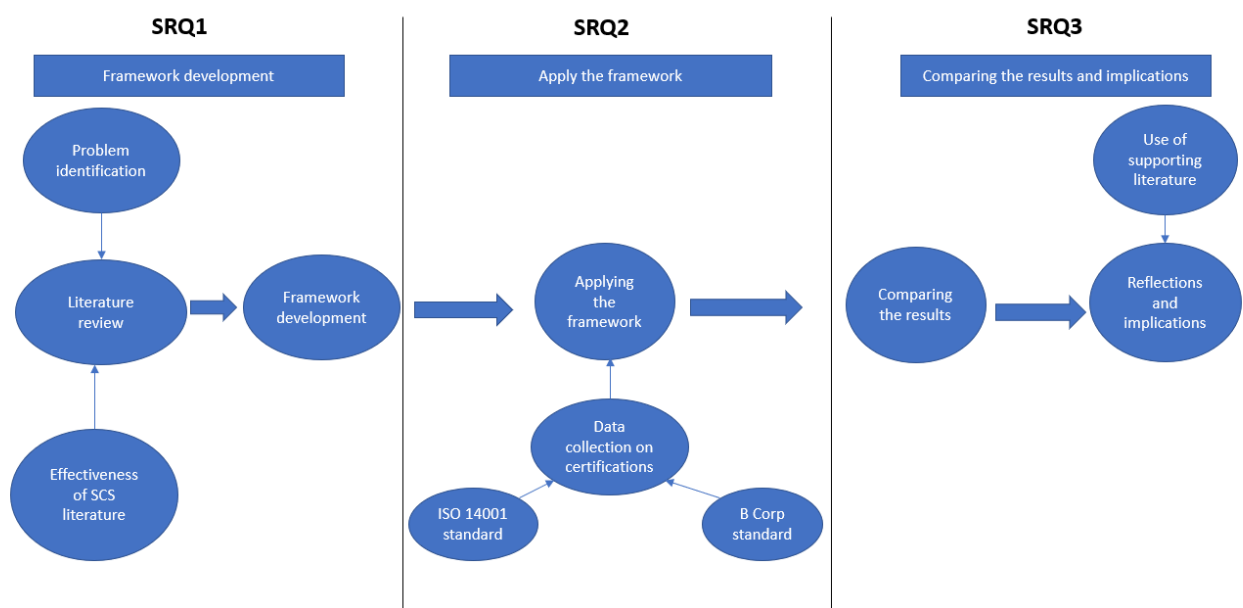 SRQ1
Framework development
Problem
identification
Literature
review
Framework
development
Effectiveness
of SCS
literature
SRQ2
Apply the framework
Applying
the
framework
Data
collection on
certifications
ISO 14001
standard
B Corp
standard
SRQ3
Comparing the results and implications
Use of
supporting
literature
Comparing
the results
Reflections
and
implications